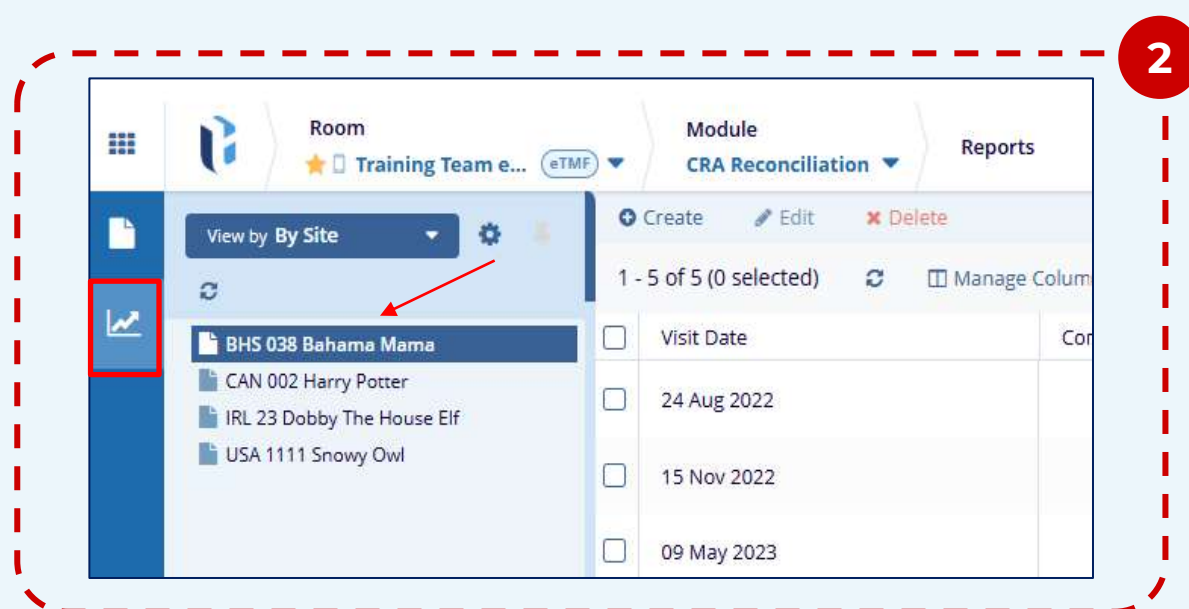 2
Room
Training Team e... eTMF
Module
CRA Reconciliation
Reports
View by By Site
Create Edit Delete
1 - 5 of 5 (0 selected) Manage Colum
Visit Date Cor
BHS 038 Bahama Mama
CAN 002 Harry Potter
IRL 23 Dobby The House Elf
USA 1111 Snowy Owl
24 Aug 2022
15 Nov 2022
09 May 2023